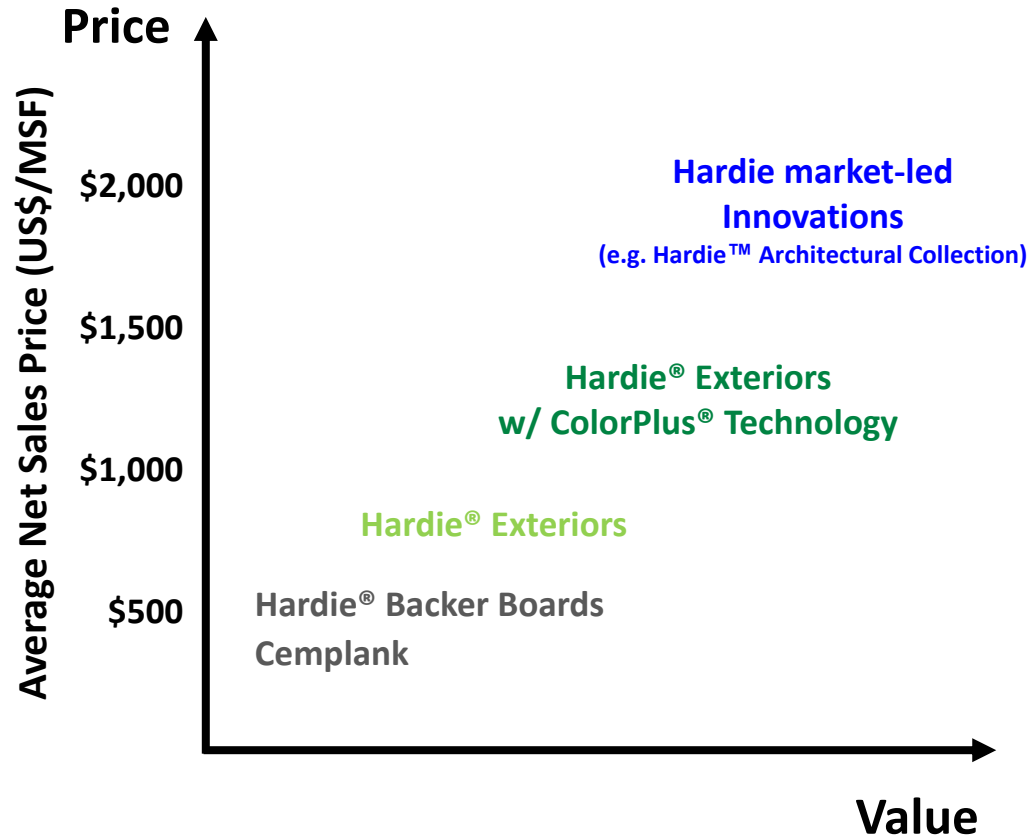 Price
Average Net Sales Price (US$/MSF)
$2,000
$1,500
$1,000
$500
Hardie market-led
Innovations
(e.g. Hardie™ Architectural Collection)
Hardie® Exteriors
w/ ColorPlus® Technology
Hardie® Exteriors
Hardie® Backer Boards
Cemplank
Value